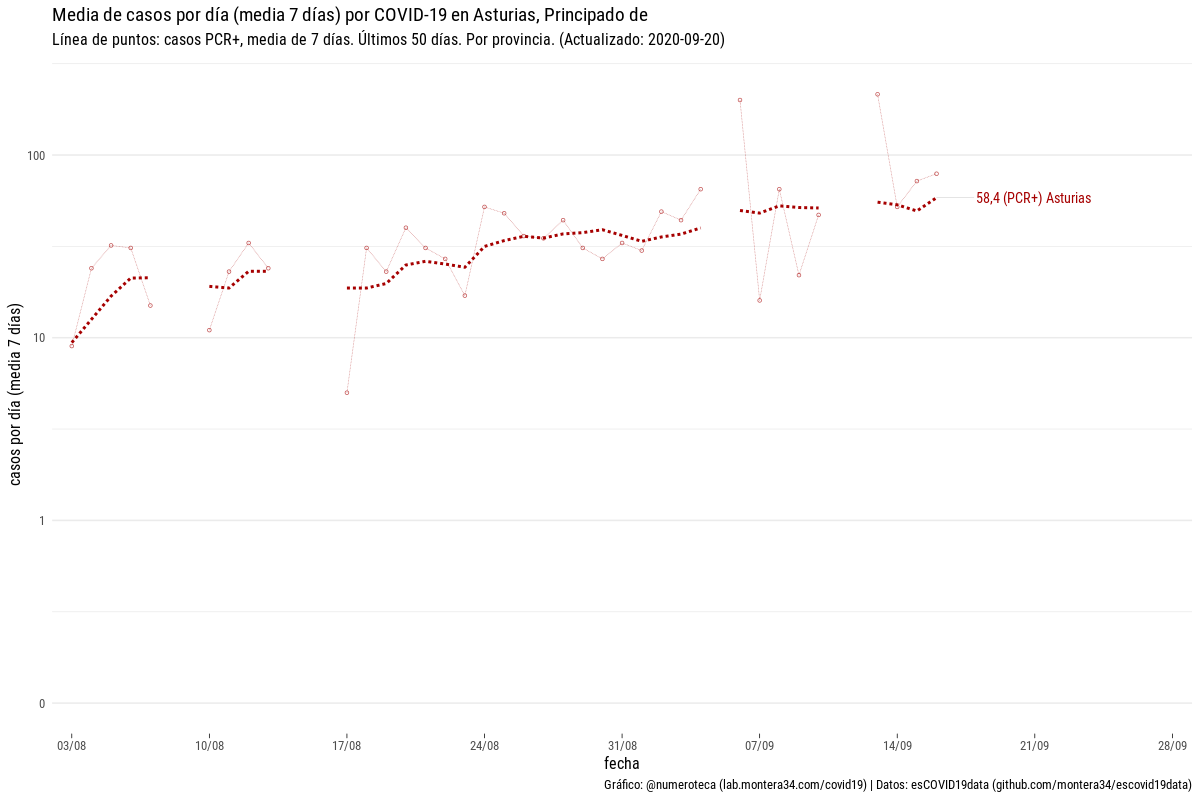 Media de casos por día (media 7 días) por COVID-19 en Asturias, Principado de
Línea de puntos: casos PCR+, media de 7 días. Últimos 50 días. Por provincia. (Actualizado: 2020-09-20)
casos por día (media 7 días)
100
10
1
0
58,4 (PCR+) Asturias
03/08
10/08
17/08
24/08
31/08
07/09
14/09
21/09
28/09
fecha
Gráfico: @numeroteca (lab.montera34.com/covid19) | Datos: esCOVID19data (github.com/montera34/escovid19data)